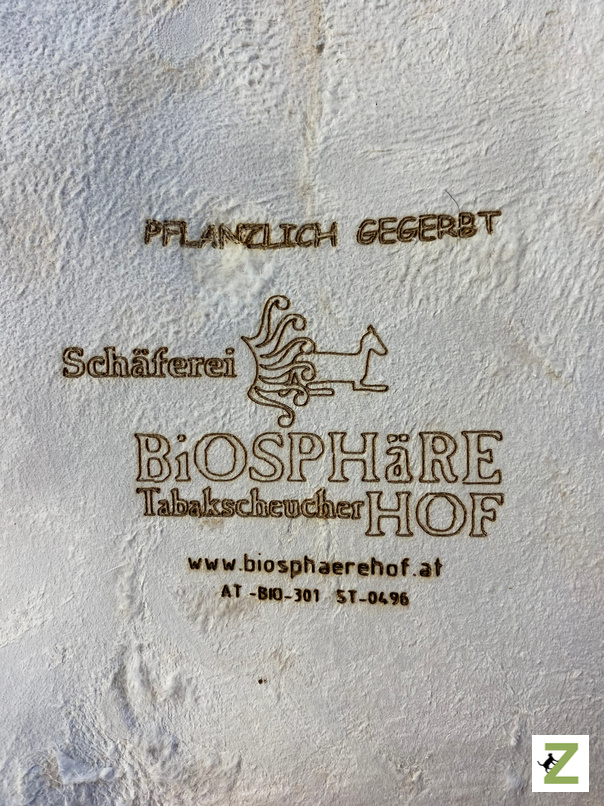 PFLANZLICH GEGERBT
Schäferei
BiOSPHäRE
Tabakscheucher HOF
www.biosphaerehof.at
AT-BIO-301 ST-0496
Z